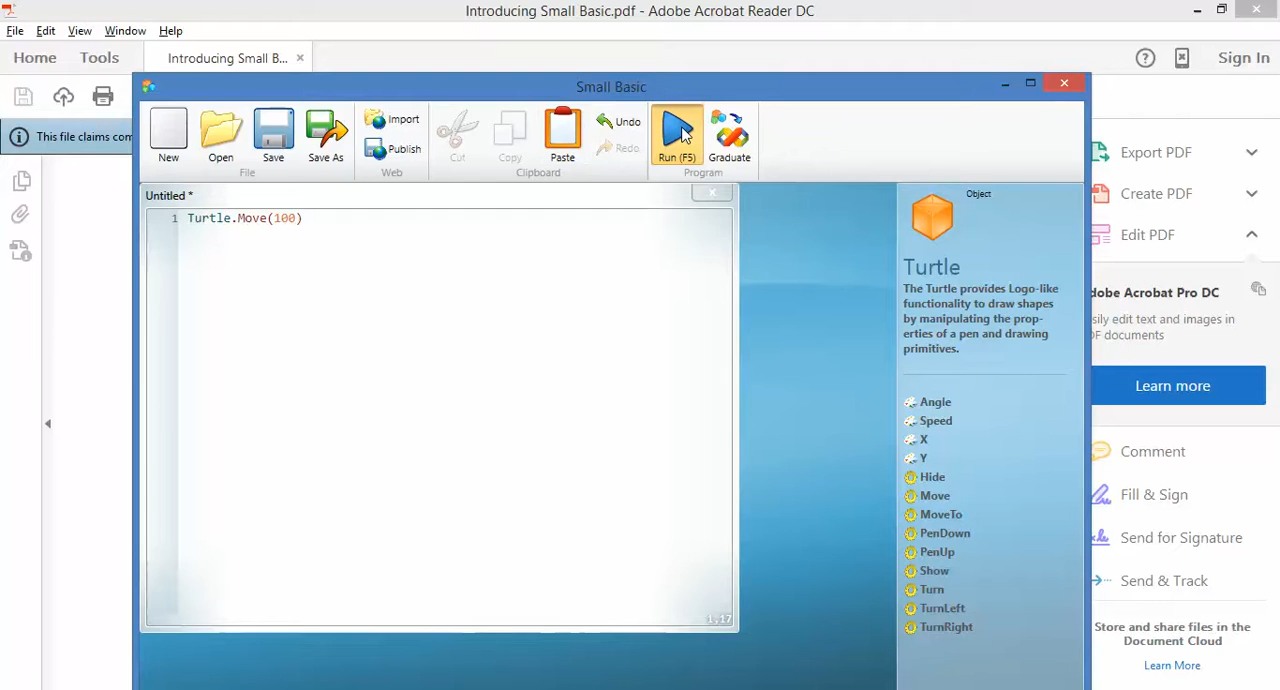 Introducing Small Basic.pdf - Adobe Acrobat Reader DC
File Edit View Window Help
Home Tools Introducing Small B... × Sign In
This file claims com
Small Basic
New Open Save Save As Import Publish Cut Copy Paste Undo Redo Run (F5) Graduate
File Web Clipboard Program
Untitled *
1 Turtle.Move(100)
1,17
Object
Turtle
The Turtle provides Logo-like
functionality to draw shapes
by manipulating the prop-
erties of a pen and drawing
primitives.
Angle
Speed
X
Y
Hide
Move
MoveTo
PenDown
PenUp
Show
Turn
TurnLeft
TurnRight
Export PDF
Create PDF
Edit PDF
dobe Acrobat Pro DC
sily edit text and images in
DF documents
Learn more
Comment
Fill & Sign
Send for Signature
Send & Track
Store and share files in the
Document Cloud
Learn More